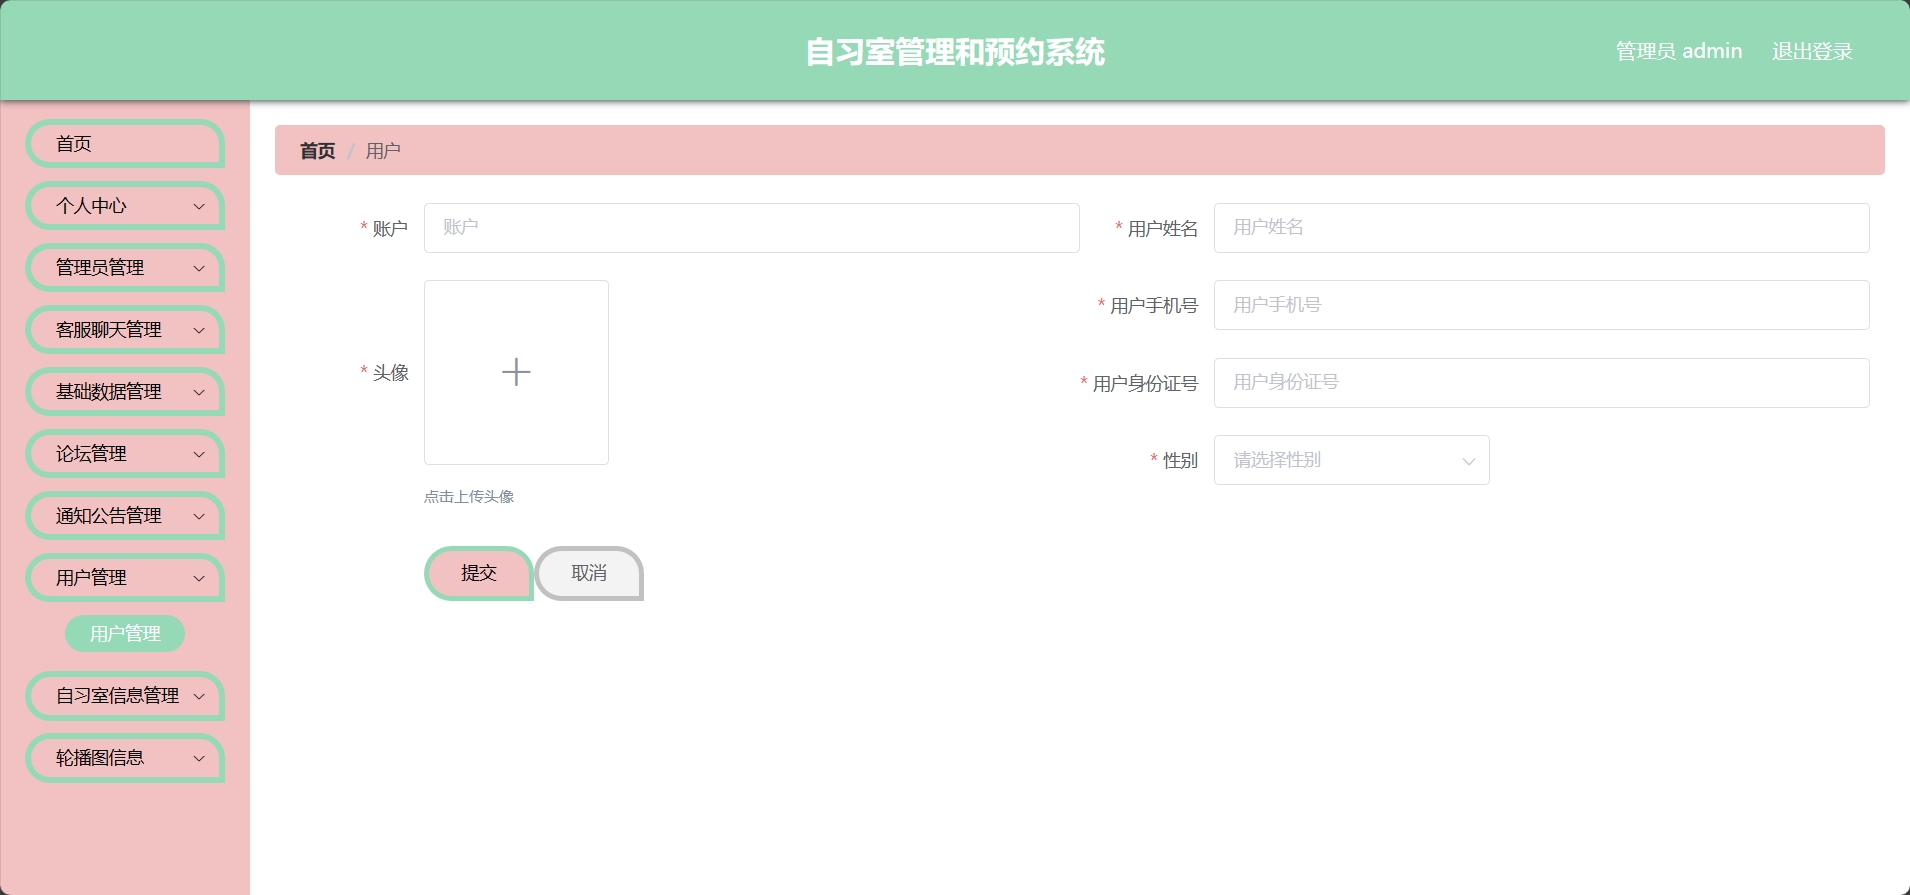 自习室管理和预约系统
管理员 admin
退出登录
首页
个人中心
管理员管理
客服聊天管理
基础数据管理
论坛管理
通知公告管理
用户管理
用户管理
自习室信息管理
轮播图信息
首页 / 用户
* 账户 账户
* 用户姓名 用户姓名
* 头像
点击上传头像
* 用户手机号 用户手机号
* 用户身份证号 用户身份证号
* 性别 请选择性别
提交
取消